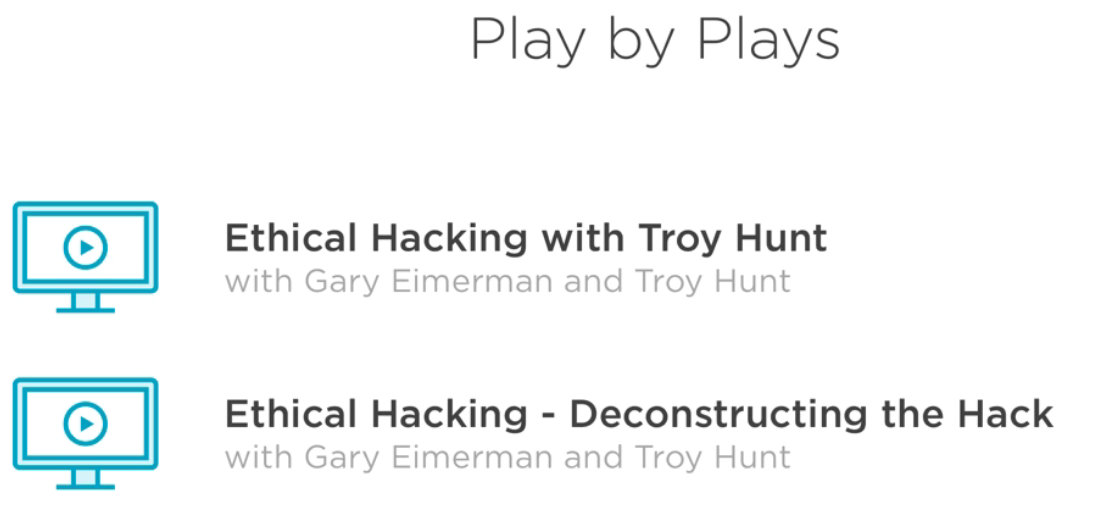 Play by Plays
Ethical Hacking with Troy Hunt
with Gary Eimerman and Troy Hunt
Ethical Hacking - Deconstructing the Hack
with Gary Eimerman and Troy Hunt